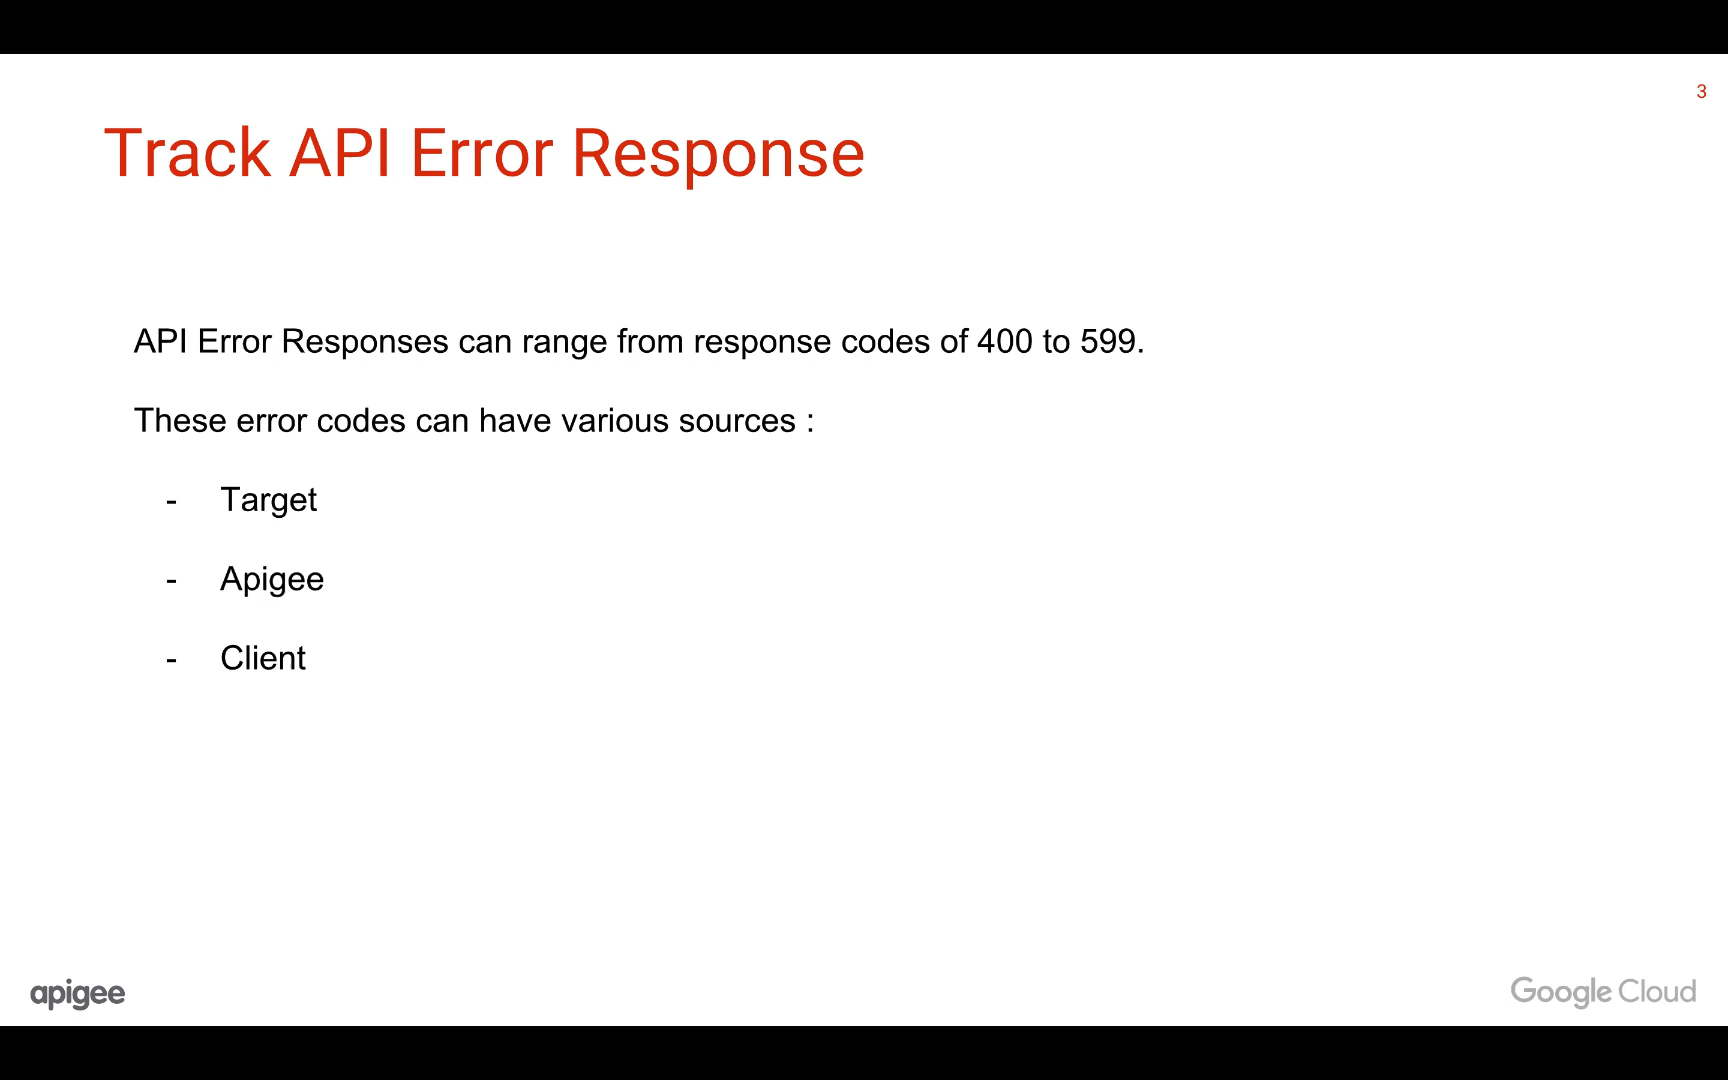 3
Track API Error Response
API Error Responses can range from response codes of 400 to 599.
These error codes can have various sources :
- Target
- Apigee
- Client
apigee
Google Cloud